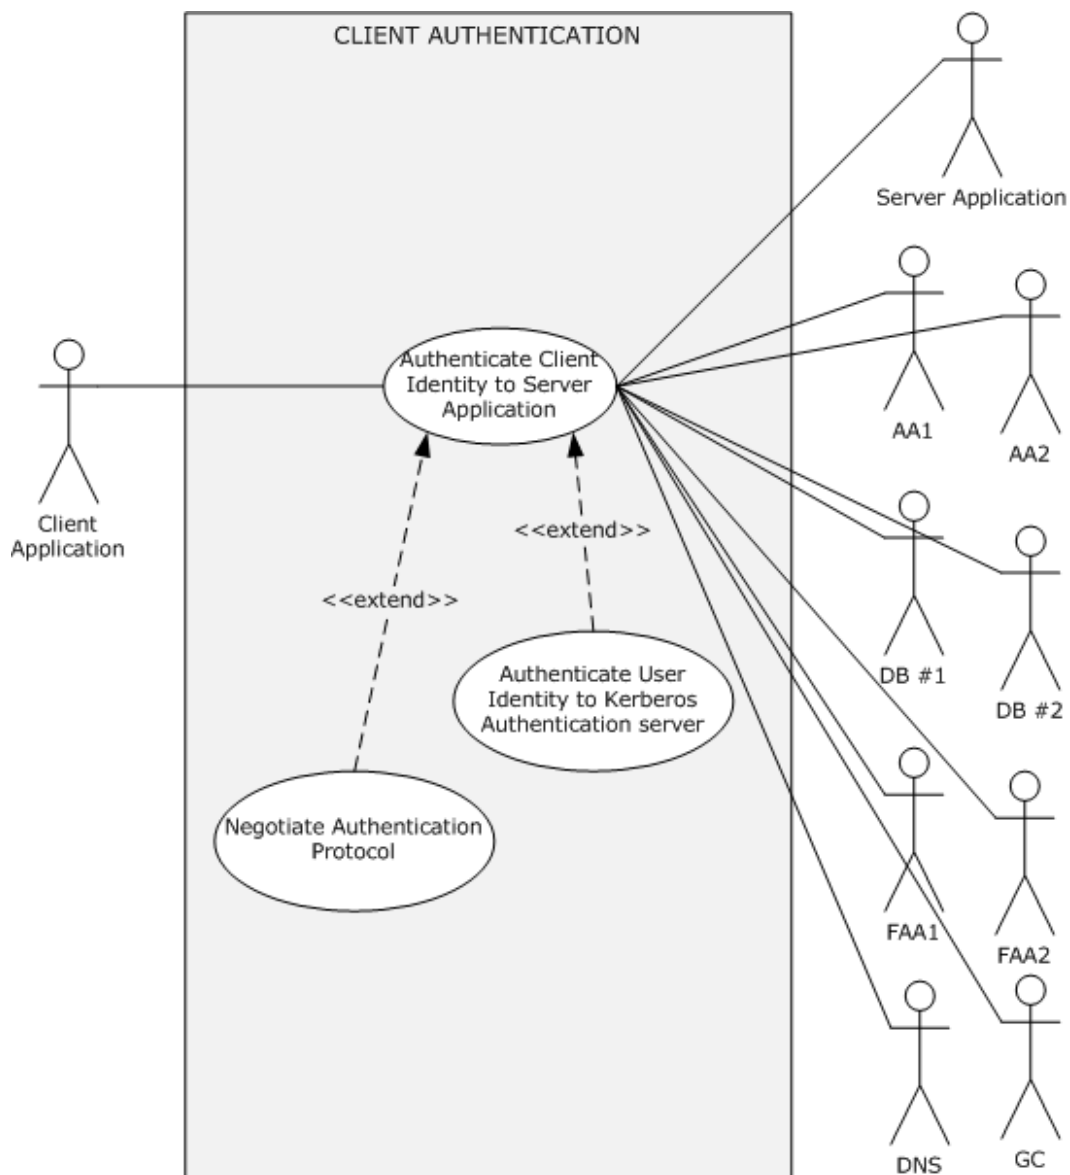 CLIENT AUTHENTICATION
Server Application
Authenticate Client
Identity to Server
Application
AA1
AA2
Client
Application
<<extend>>
<<extend>>
DB #1
DB #2
Authenticate User
Identity to Kerberos
Authentication server
Negotiate Authentication
Protocol
FAA1
FAA2
DNS
GC